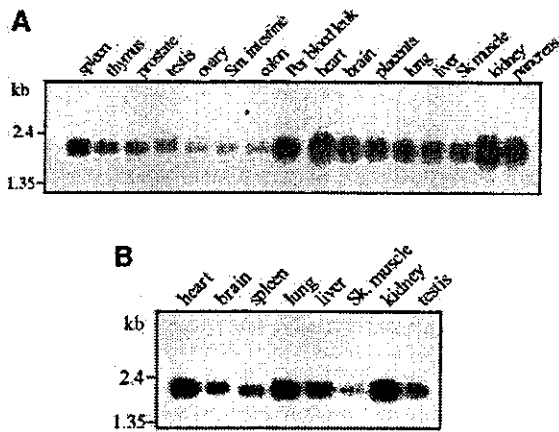 A
spleen
thymus
prostate
testis
ovary
Sm. intestine
colon
Per blood leuk
heart
brain
placenta
lung
liver
Sk muscle
kidney
pancreas
kb
2.4
1.35
B
heart
brain
spleen
lung
liver
Sk. muscle
kidney
testis
kb
2.4
1.35